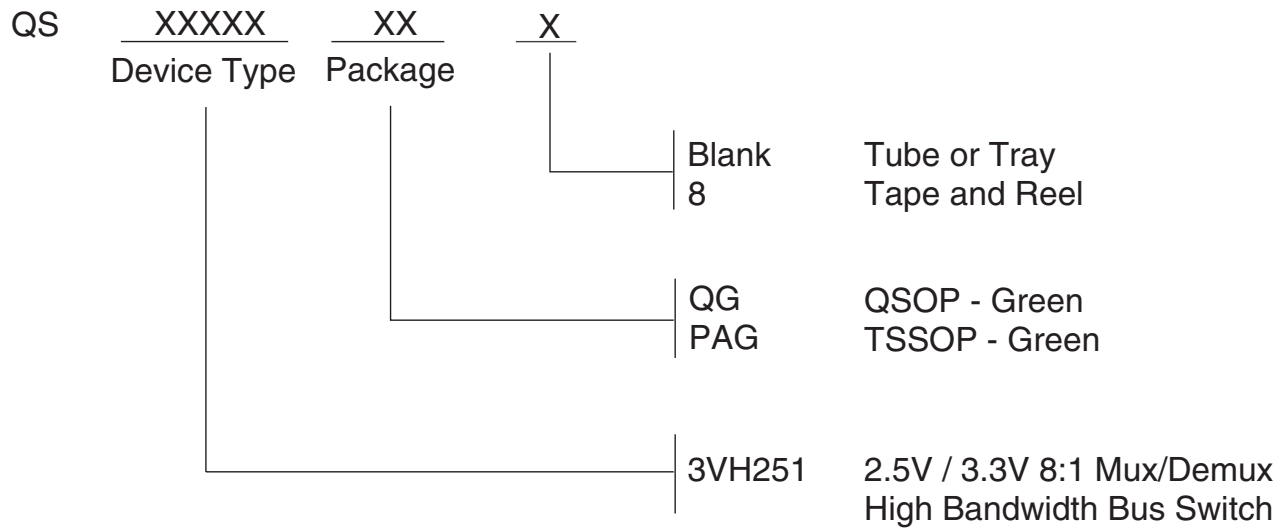 QS XXXXX XX X
Device Type Package
Blank Tube or Tray
8 Tape and Reel
QG QSOP - Green
PAG TSSOP - Green
3VH251 2.5V / 3.3V 8:1 Mux/Demux
High Bandwidth Bus Switch